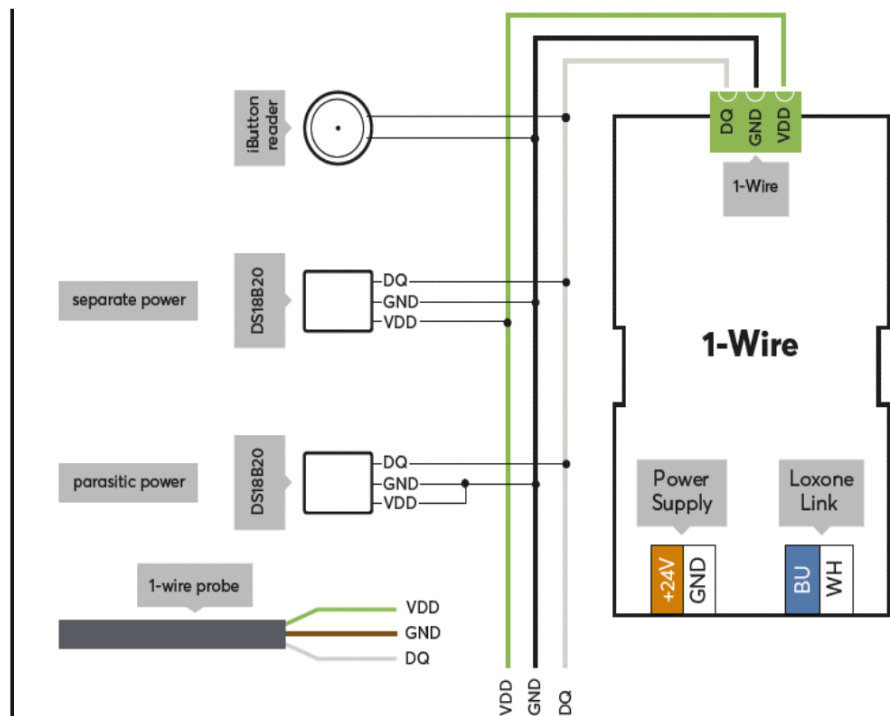 iButton
reader
DQ
GND
VDD
1-Wire
separate power
DS18B20
DQ
GND
VDD
1-Wire
parasitic power
DS18B20
DQ
GND
VDD
Power
Supply
Loxone
Link
+24V
GND
BU
WH
1-wire probe
VDD
GND
DQ
VDD
GND
DQ